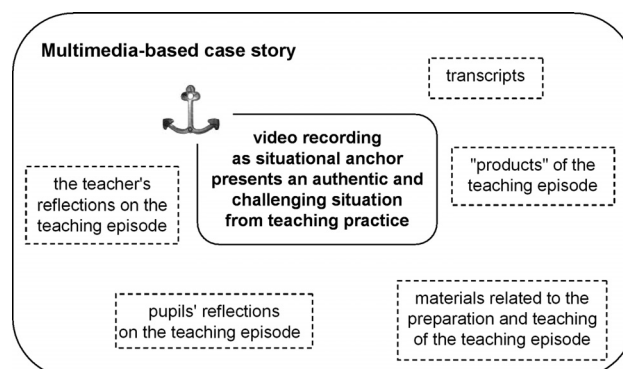 Multimedia-based case story
transcripts
video recording
as situational anchor
presents an authentic and
challenging situation
from teaching practice
"products" of the
teaching episode
the teacher's
reflections on the
teaching episode
pupils' reflections
on the teaching episode
materials related to the
preparation and teaching
of the teaching episode